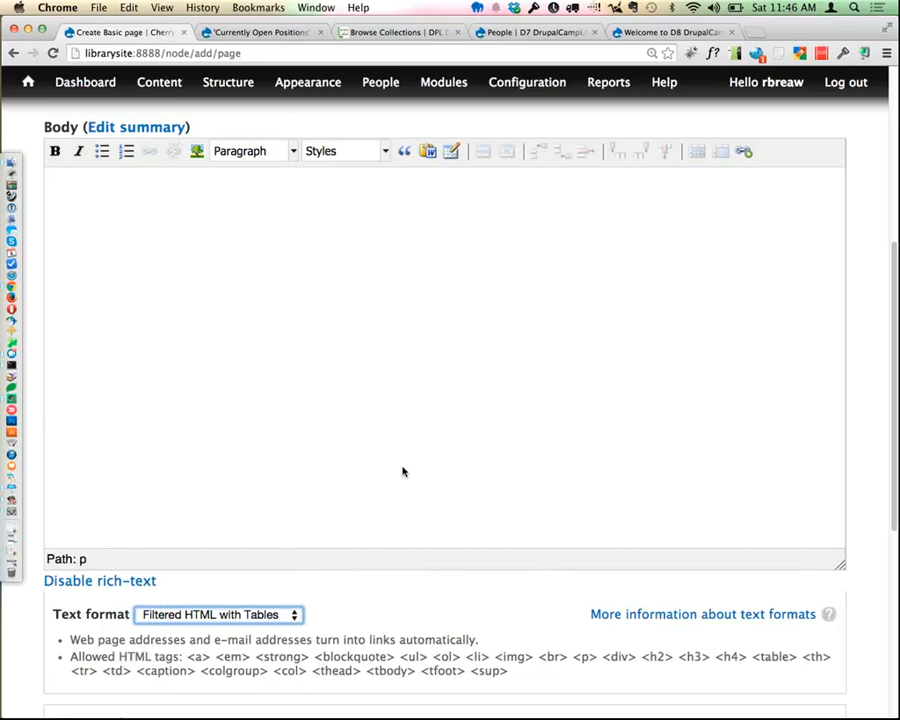 Chrome File Edit View History Bookmarks Window Help Sat 11:46 AM
Create Basic page | Cherry 'Currently Open Positions' Browse Collections | DPL D People | D7 DrupalCampLA Welcome to D8 DrupalCam
librarysite:8888/node/add/page
Dashboard Content Structure Appearance People Modules Configuration Reports Help Hello rbreaw Log out
Body (Edit summary)
B I Paragraph Styles
Path: p
Disable rich-text
Text format Filtered HTML with Tables More information about text formats ?
Web page addresses and e-mail addresses turn into links automatically.
Allowed HTML tags: <a> <em> <strong> <blockquote> <ul> <ol> <li> <img> <br> <p> <div> <h2> <h3> <h4> <table> <th>
<tr> <td> <caption> <colgroup> <col> <thead> <tbody> <tfoot> <sup>